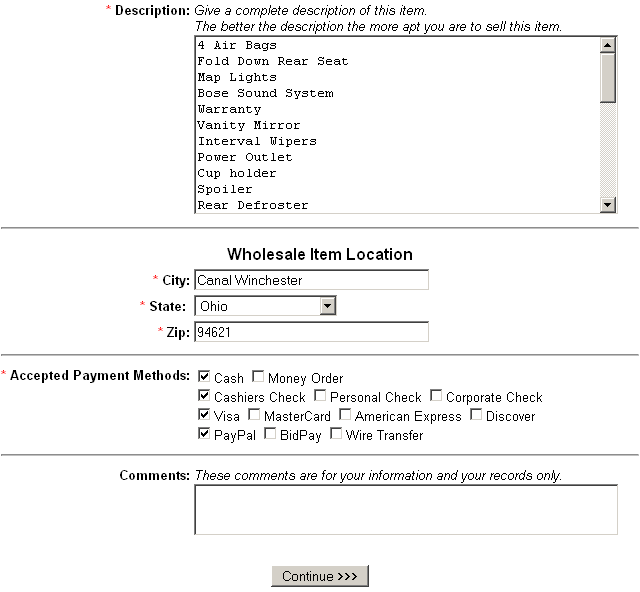 * Description: Give a complete description of this item.
The better the description the more apt you are to sell this item.
4 Air Bags
Fold Down Rear Seat
Map Lights
Bose Sound System
Warranty
Vanity Mirror
Interval Wipers
Power Outlet
Cup holder
Spoiler
Rear Defroster
Wholesale Item Location
* City: Canal Winchester
* State: Ohio
* Zip: 94621
* Accepted Payment Methods: Cash Money Order
Cashiers Check Personal Check Corporate Check
Visa MasterCard American Express Discover
PayPal BidPay Wire Transfer
Comments: These comments are for your information and your records only.
Continue >>>